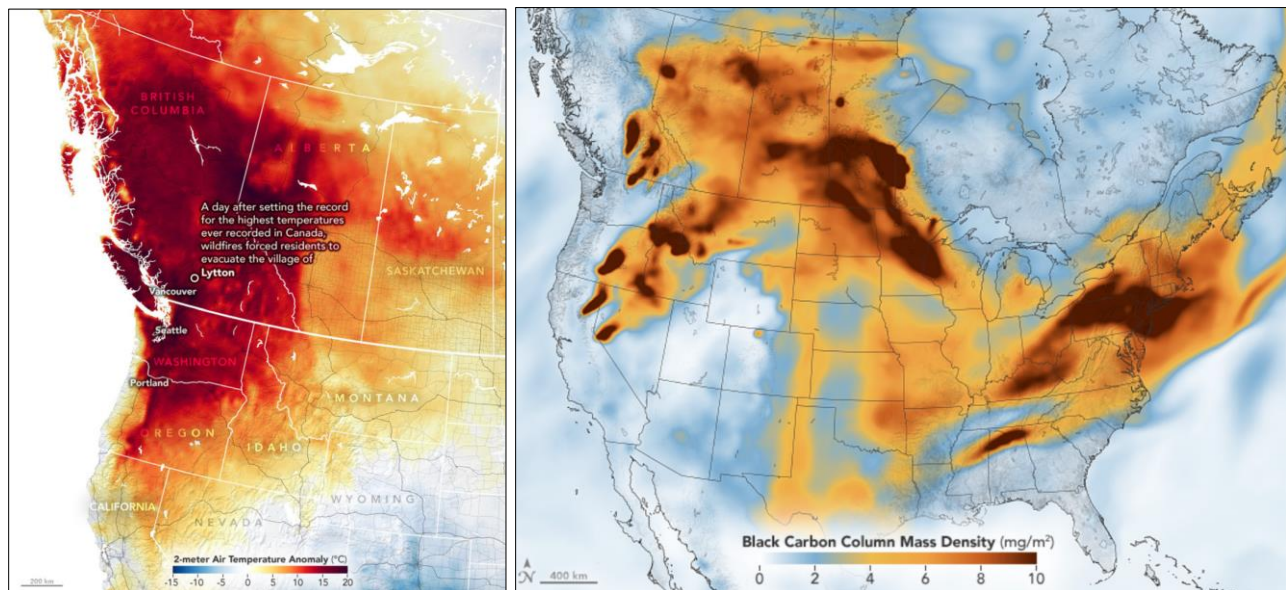 BRITISH
COLUMBIA
ALBERTA
A day after setting the record
for the highest temperatures
ever recorded in Canada,
wildfires forced residents to
evacuate the village of
Lytton
SASKATCHEWAN
Vancouver
Seattle
WASHINGTON
Portland
MONTANA
OREGON
IDAHO
WYOMING
CALIFORNIA
NEVADA
2-meter Air Temperature Anomaly (°C)
-15 -10 -5 0 5 10 15 20
200 km
Black Carbon Column Mass Density (mg/m²)
0 2 4 6 8 10
N
400 km